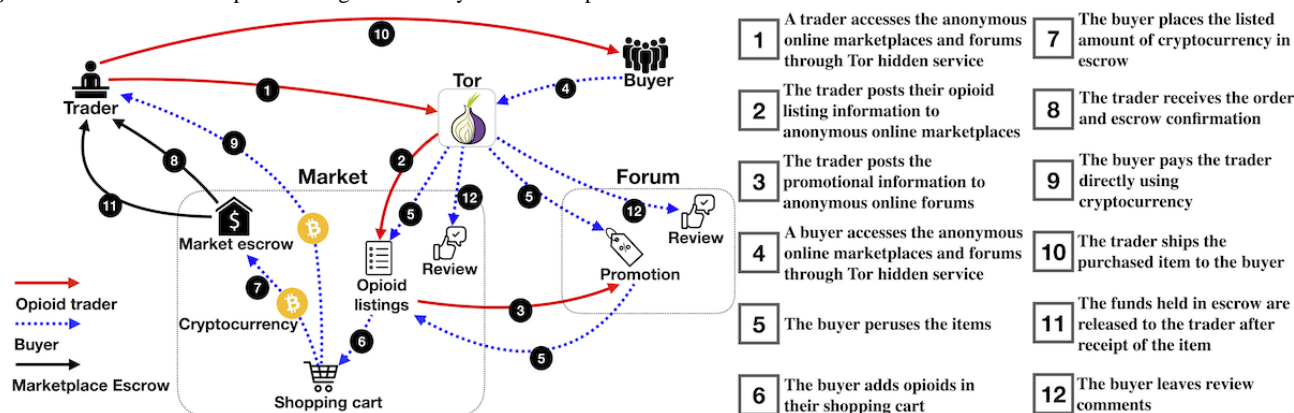 10
Trader
1
Tor
4
Buyer
9
2
8
Market
5
12
5
Forum
12
11
$
Market escrow
Review
Review
Opioid
listings
Promotion
7
Cryptocurrency
3
6
5
Shopping cart
Opioid trader
Buyer
Marketplace Escrow
1
A trader accesses the anonymous
online marketplaces and forums
through Tor hidden service
2
The trader posts their opioid
listing information to
anonymous online marketplaces
3
The trader posts the
promotional information to
anonymous online forums
4
A buyer accesses the anonymous
online marketplaces and forums
through Tor hidden service
5
The buyer peruses the items
6
The buyer adds opioids in
their shopping cart
7
The buyer places the listed
amount of cryptocurrency in
escrow
8
The trader receives the order
and escrow confirmation
9
The buyer pays the trader
directly using
cryptocurrency
10
The trader ships the
purchased item to the buyer
11
The funds held in escrow are
released to the trader after
receipt of the item
12
The buyer leaves review
comments